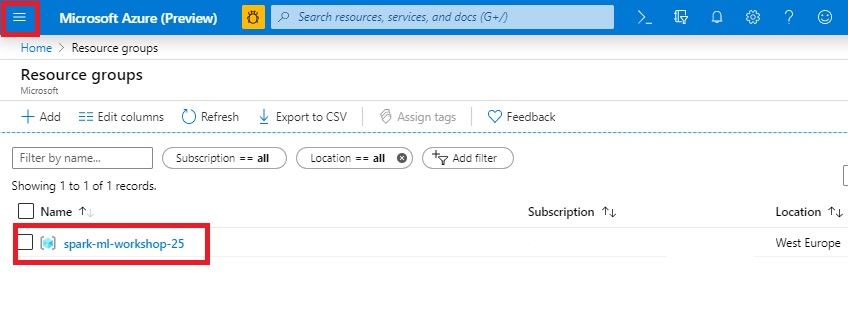 Microsoft Azure (Preview) Search resources, services, and docs (G+/)
Home > Resource groups
Resource groups
Microsoft
Add Edit columns Refresh Export to CSV Assign tags Feedback
Filter by name... Subscription == all Location == all Add filter
Showing 1 to 1 of 1 records.
Name Subscription Location
spark-ml-workshop-25 West Europe